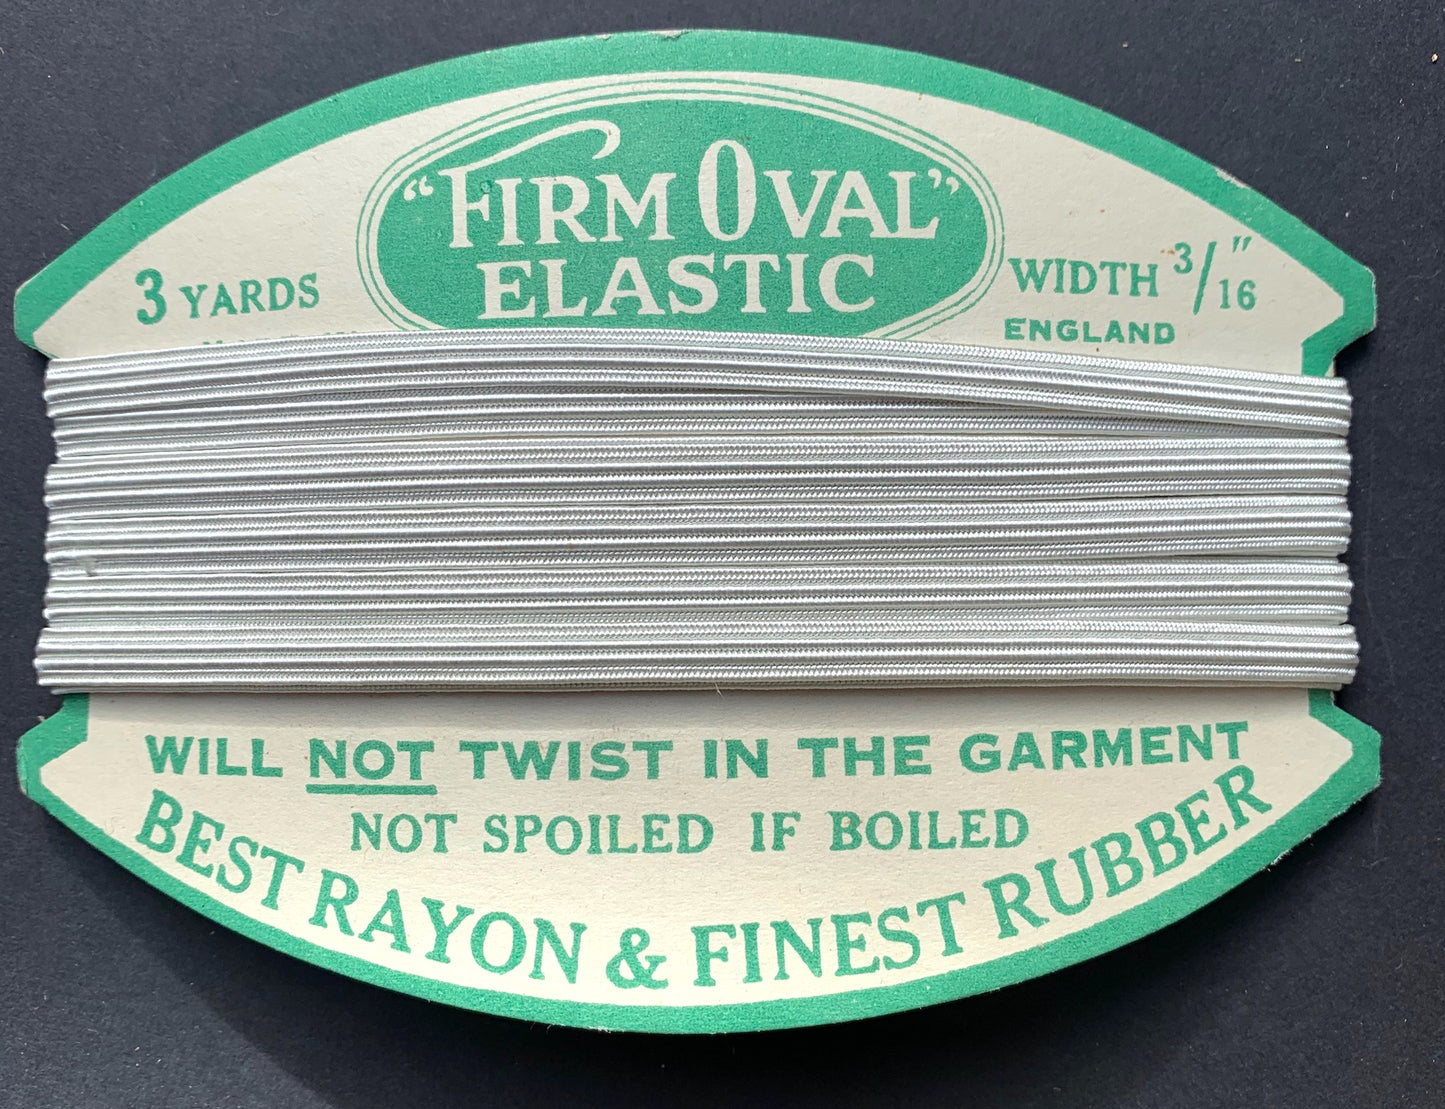 “FIRM OVAL”
ELASTIC
3 YARDS
WIDTH 3/16"
ENGLAND
WILL NOT TWIST IN THE GARMENT
NOT SPOILED IF BOILED
BEST RAYON & FINEST RUBBER